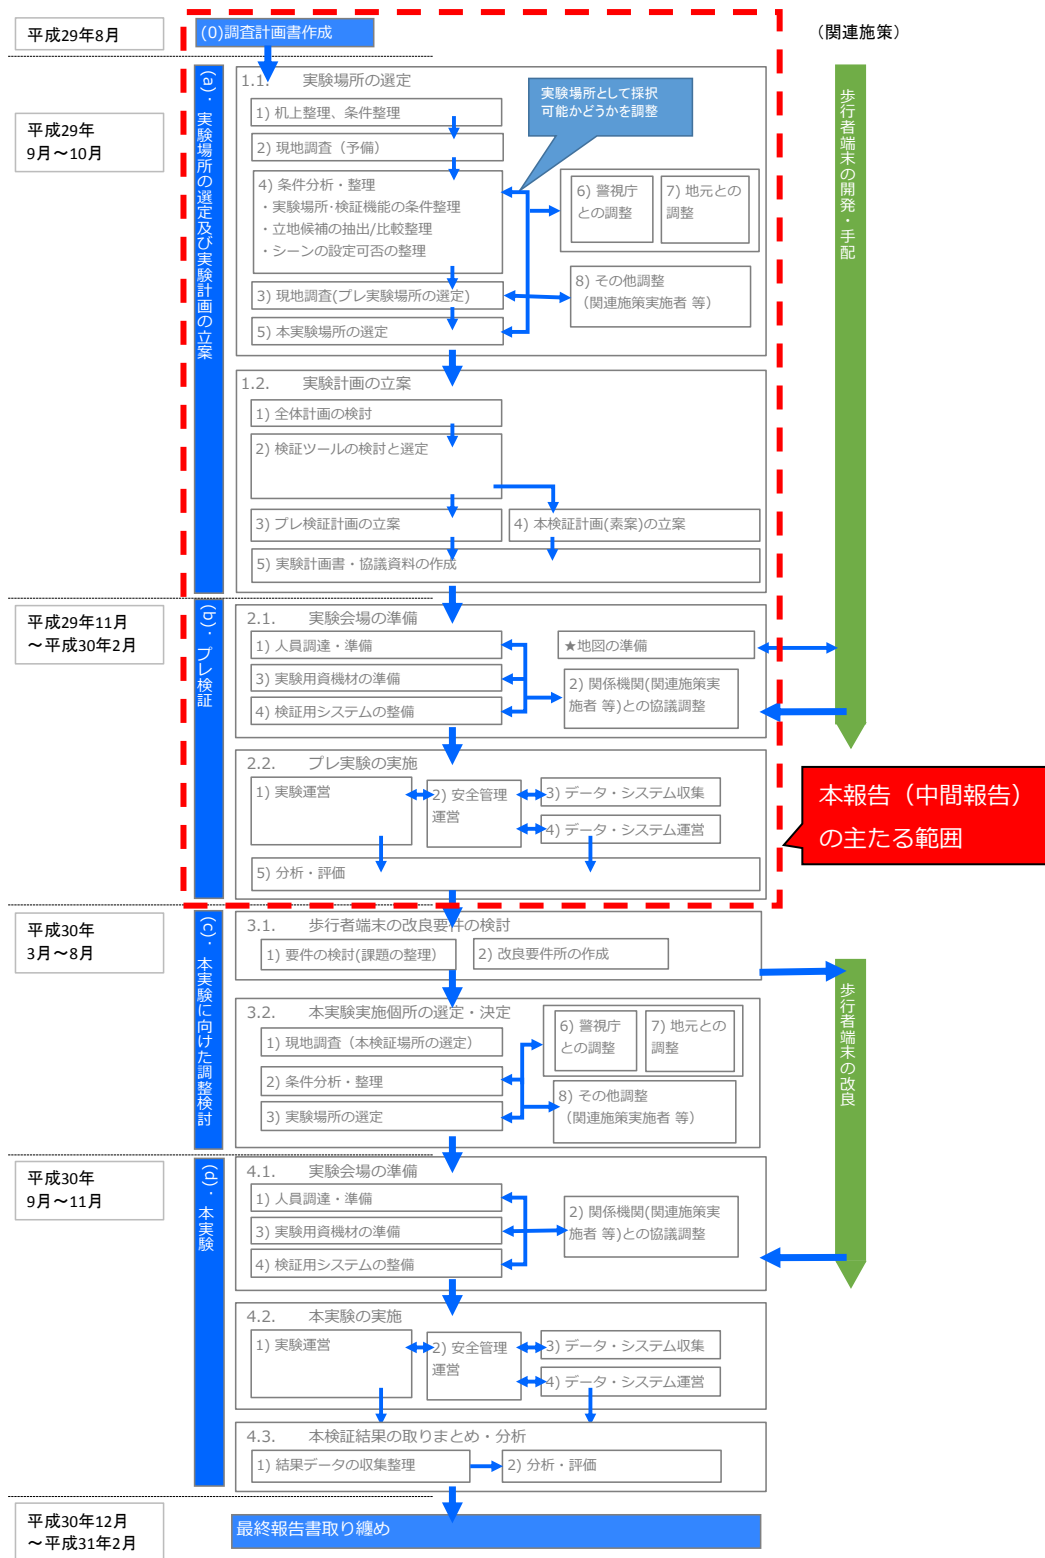 平成29年8月
(0)調査計画書作成
(関連施策)
(a)・実験場所の選定及び実験計画の立案
平成29年
9月～10月
1.1. 実験場所の選定
実験場所として採択
可能かどうかを調整
1) 机上整理、条件整理
2) 現地調査（予備）
4) 条件分析・整理
・実験場所・検証機能の条件整理
・立地候補の抽出/比較整理
・シーンの設定可否の整理
6) 警視庁
との調整
7) 地元との
調整
3) 現地調査(プレ実験場所の選定)
8) その他調整
（関連施策実施者 等）
5) 本実験場所の選定
歩行者端末の開発・手配
1.2. 実験計画の立案
1) 全体計画の検討
2) 検証ツールの検討と選定
3) プレ検証計画の立案
4) 本検証計画(素案)の立案
5) 実験計画書・協議資料の作成
平成29年11月
～平成30年2月
(b)・プレ検証
2.1. 実験会場の準備
1) 人員調達・準備
★地図の準備
3) 実験用資機材の準備
2) 関係機関(関連施策実
施者 等)との協議調整
4) 検証用システムの整備
2.2. プレ実験の実施
1) 実験運営
2) 安全管理
運営
3) データ・システム収集
4) データ・システム運営
5) 分析・評価
本報告（中間報告）
の主たる範囲
平成30年
3月～8月
(c)・本実験に向けた調整検討
3.1. 歩行者端末の改良要件の検討
1) 要件の検討(課題の整理)
2) 改良要件所の作成
歩行者端末の改良
3.2. 本実験実施個所の選定・決定
1) 現地調査（本検証場所の選定）
6) 警視庁
との調整
7) 地元との
調整
2) 条件分析・整理
3) 実験場所の選定
8) その他調整
（関連施策実施者 等）
平成30年
9月～11月
(d)・本実験
4.1. 実験会場の準備
1) 人員調達・準備
3) 実験用資機材の準備
2) 関係機関(関連施策実
施者 等)との協議調整
4) 検証用システムの整備
4.2. 本実験の実施
1) 実験運営
2) 安全管理
運営
3) データ・システム収集
4) データ・システム運営
4.3. 本検証結果の取りまとめ・分析
1) 結果データの収集整理
2) 分析・評価
平成30年12月
～平成31年2月
最終報告書取り纏め